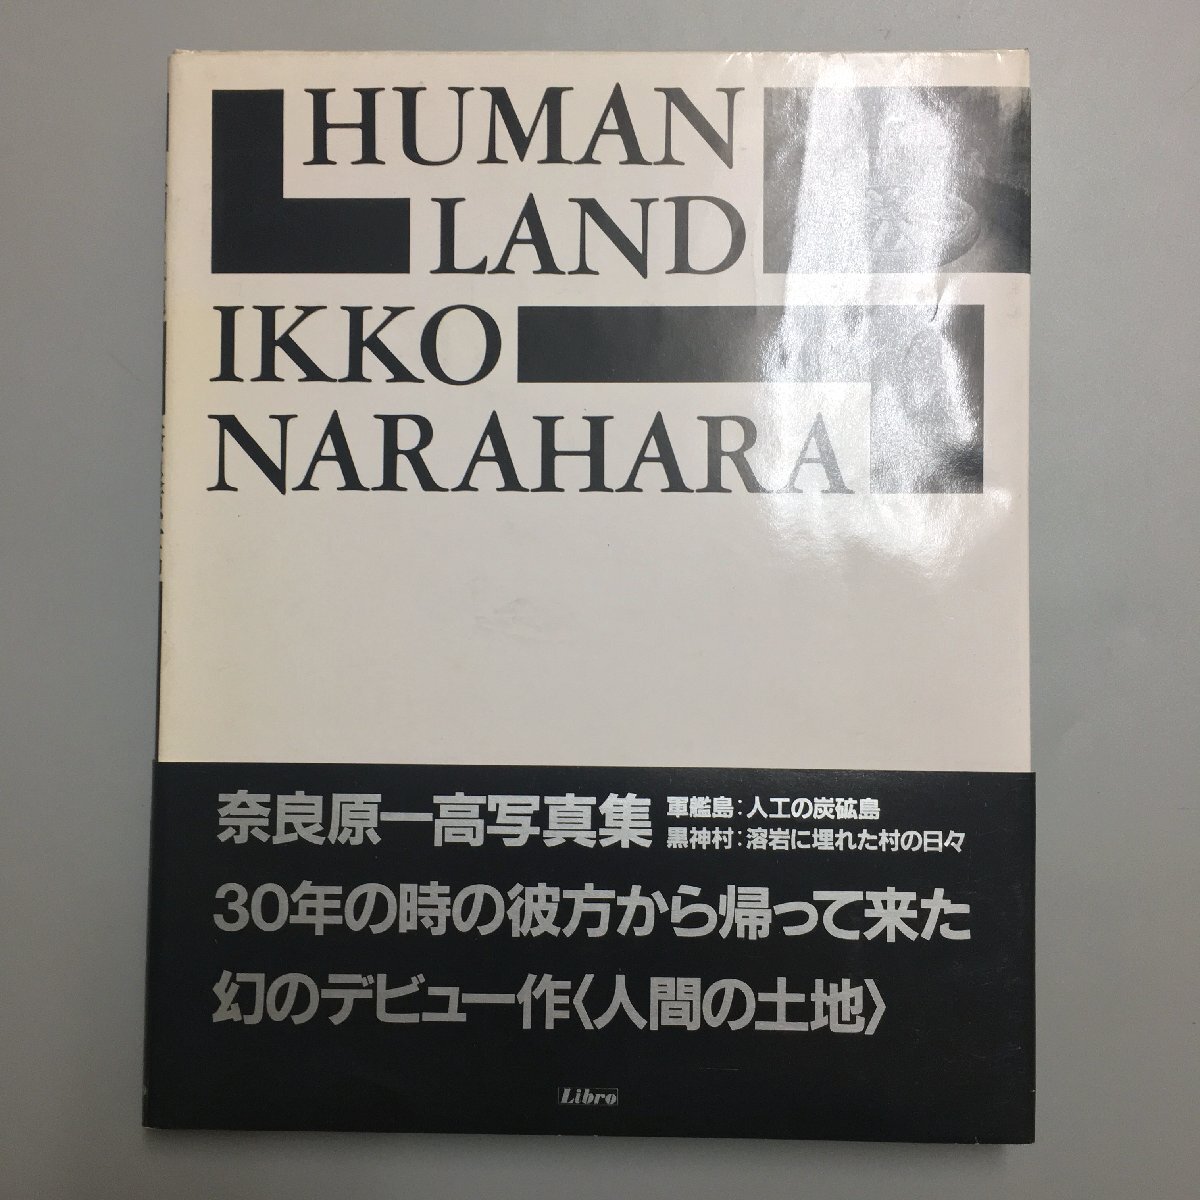 HUMAN
LAND
IKKO
NARAHARA
奈良原一高写真集
軍艦島:人工の炭砿島
黒神村:溶岩に埋れた村の日々
30年の時の彼方から帰って来た
幻のデビュー作〈人間の土地〉
Libro